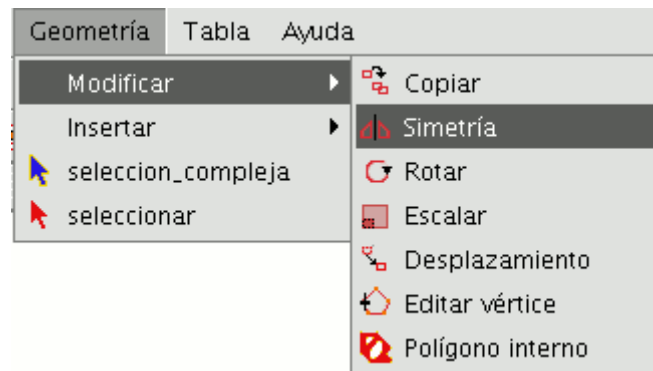 Geometría Tabla Ayuda
Modificar
Insertar
seleccion_compleja
seleccionar
Copiar
Simetría
Rotar
Escalar
Desplazamiento
Editar vértice
Polígono interno